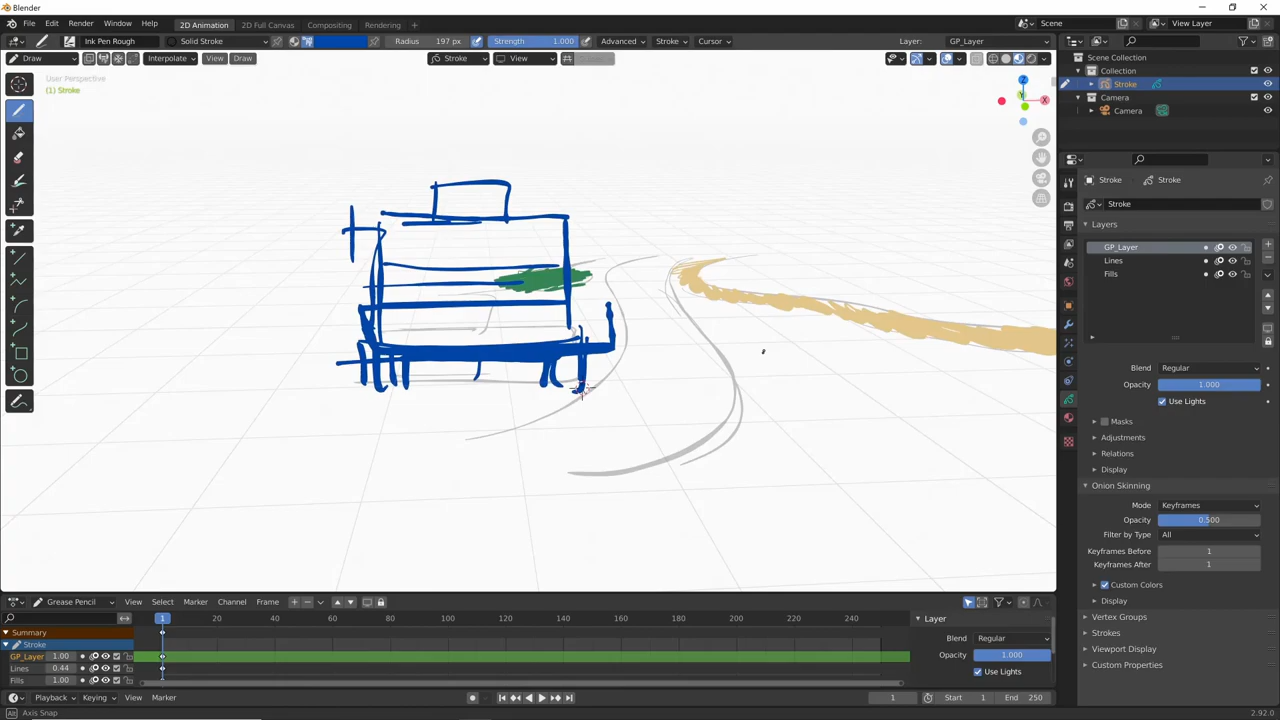 Blender
File Edit Render Window Help 2D Animation 2D Full Canvas Compositing Rendering + Scene View Layer
Ink Pen Rough Solid Stroke Radius 197 px Strength 1.000 Advanced Stroke Cursor Layer: GP_Layer
Draw Interpolate View Draw Stroke View
User Perspective
(1) Stroke
Z
Y
X
Scene Collection
Collection
Stroke
Camera
Camera
Stroke Stroke
Stroke
Layers
GP_Layer
Lines
Fills
Blend Regular
Opacity 1.000
Use Lights
Masks
Adjustments
Relations
Display
Onion Skinning
Mode Keyframes
Opacity 0.500
Filter by Type All
Keyframes Before 1
Keyframes After 1
Custom Colors
Display
Vertex Groups
Strokes
Viewport Display
Custom Properties
Grease Pencil View Select Marker Channel Frame
1 20 40 60 80 100 120 140 160 180 200 220 240
Summary
Stroke
GP_Layer 1.00
Lines 0.44
Fills 1.00
Layer
Blend Regular
Opacity 1.000
Use Lights
Playback Keying View Marker 1 Start 1 End 250
Axis Snap 2.92.0